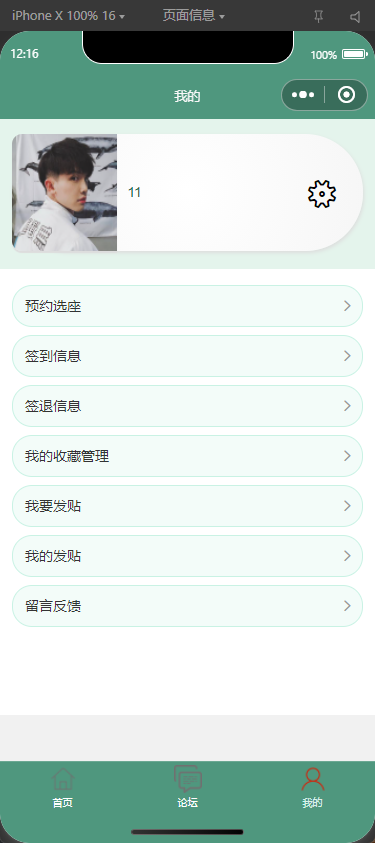 iPhone X 100% 16 页面信息
12:16 100%
我的
11
预约选座
签到信息
签退信息
我的收藏管理
我要发贴
我的发贴
留言反馈
首页 论坛 我的